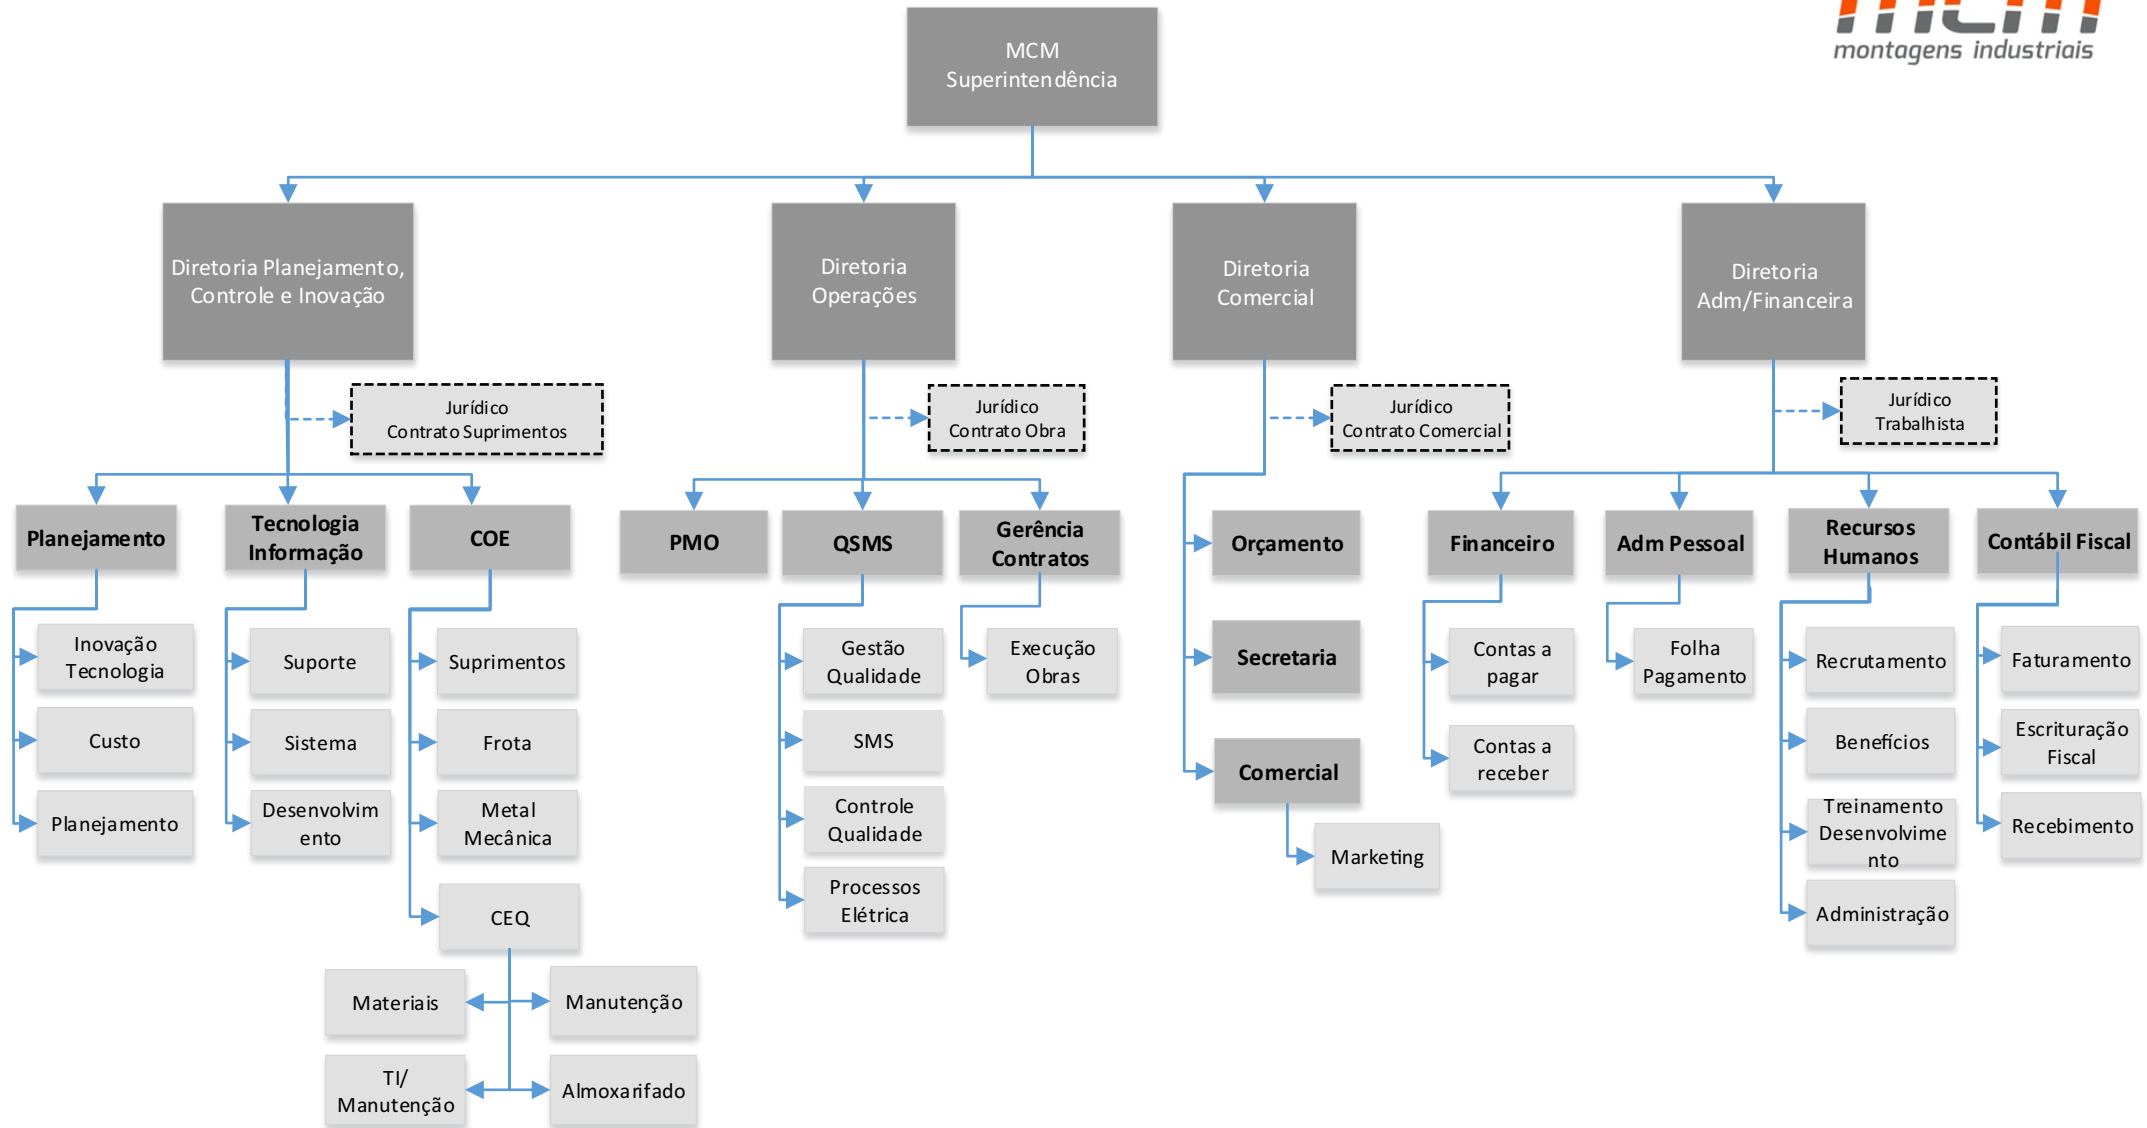 mcm
montagens industriais
MCM
Superintendência
Diretoria Planejamento,
Controle e Inovação
Diretoria
Operações
Diretoria
Comercial
Diretoria
Adm/Financeira
Jurídico
Contrato Suprimentos
Jurídico
Contrato Obra
Jurídico
Contrato Comercial
Jurídico
Trabalhista
Planejamento
Tecnologia
Informação
COE
PMO
QSMS
Gerência
Contratos
Orçamento
Financeiro
Adm Pessoal
Recursos
Humanos
Contábil Fiscal
Inovação
Tecnologia
Suporte
Suprimentos
Gestão
Qualidade
Execução
Obras
Secretaria
Contas a
pagar
Folha
Pagamento
Recrutamento
Faturamento
Custo
Sistema
Frota
SMS
Comercial
Contas a
receber
Benefícios
Escrituração
Fiscal
Planejamento
Desenvolvim
ento
Metal
Mecânica
Controle
Qualidade
Marketing
Treinamento
Desenvolvime
nto
Recebimento
CEQ
Processos
Elétrica
Administração
Materiais
Manutenção
TI/
Manutenção
Almoxarifado